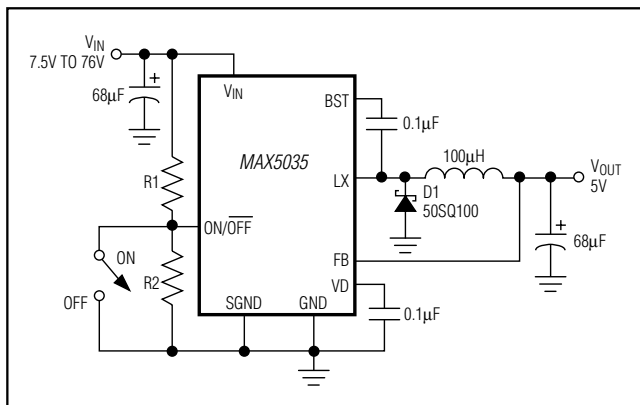 VIN
7.5V TO 76V
68µF
+
VIN
BST
0.1µF
MAX5035
R1
LX
100µH
VOUT
5V
D1
50SQ100
ON/O̅F̅F̅
+
68µF
ON
R2
FB
OFF
VD
SGND
GND
0.1µF